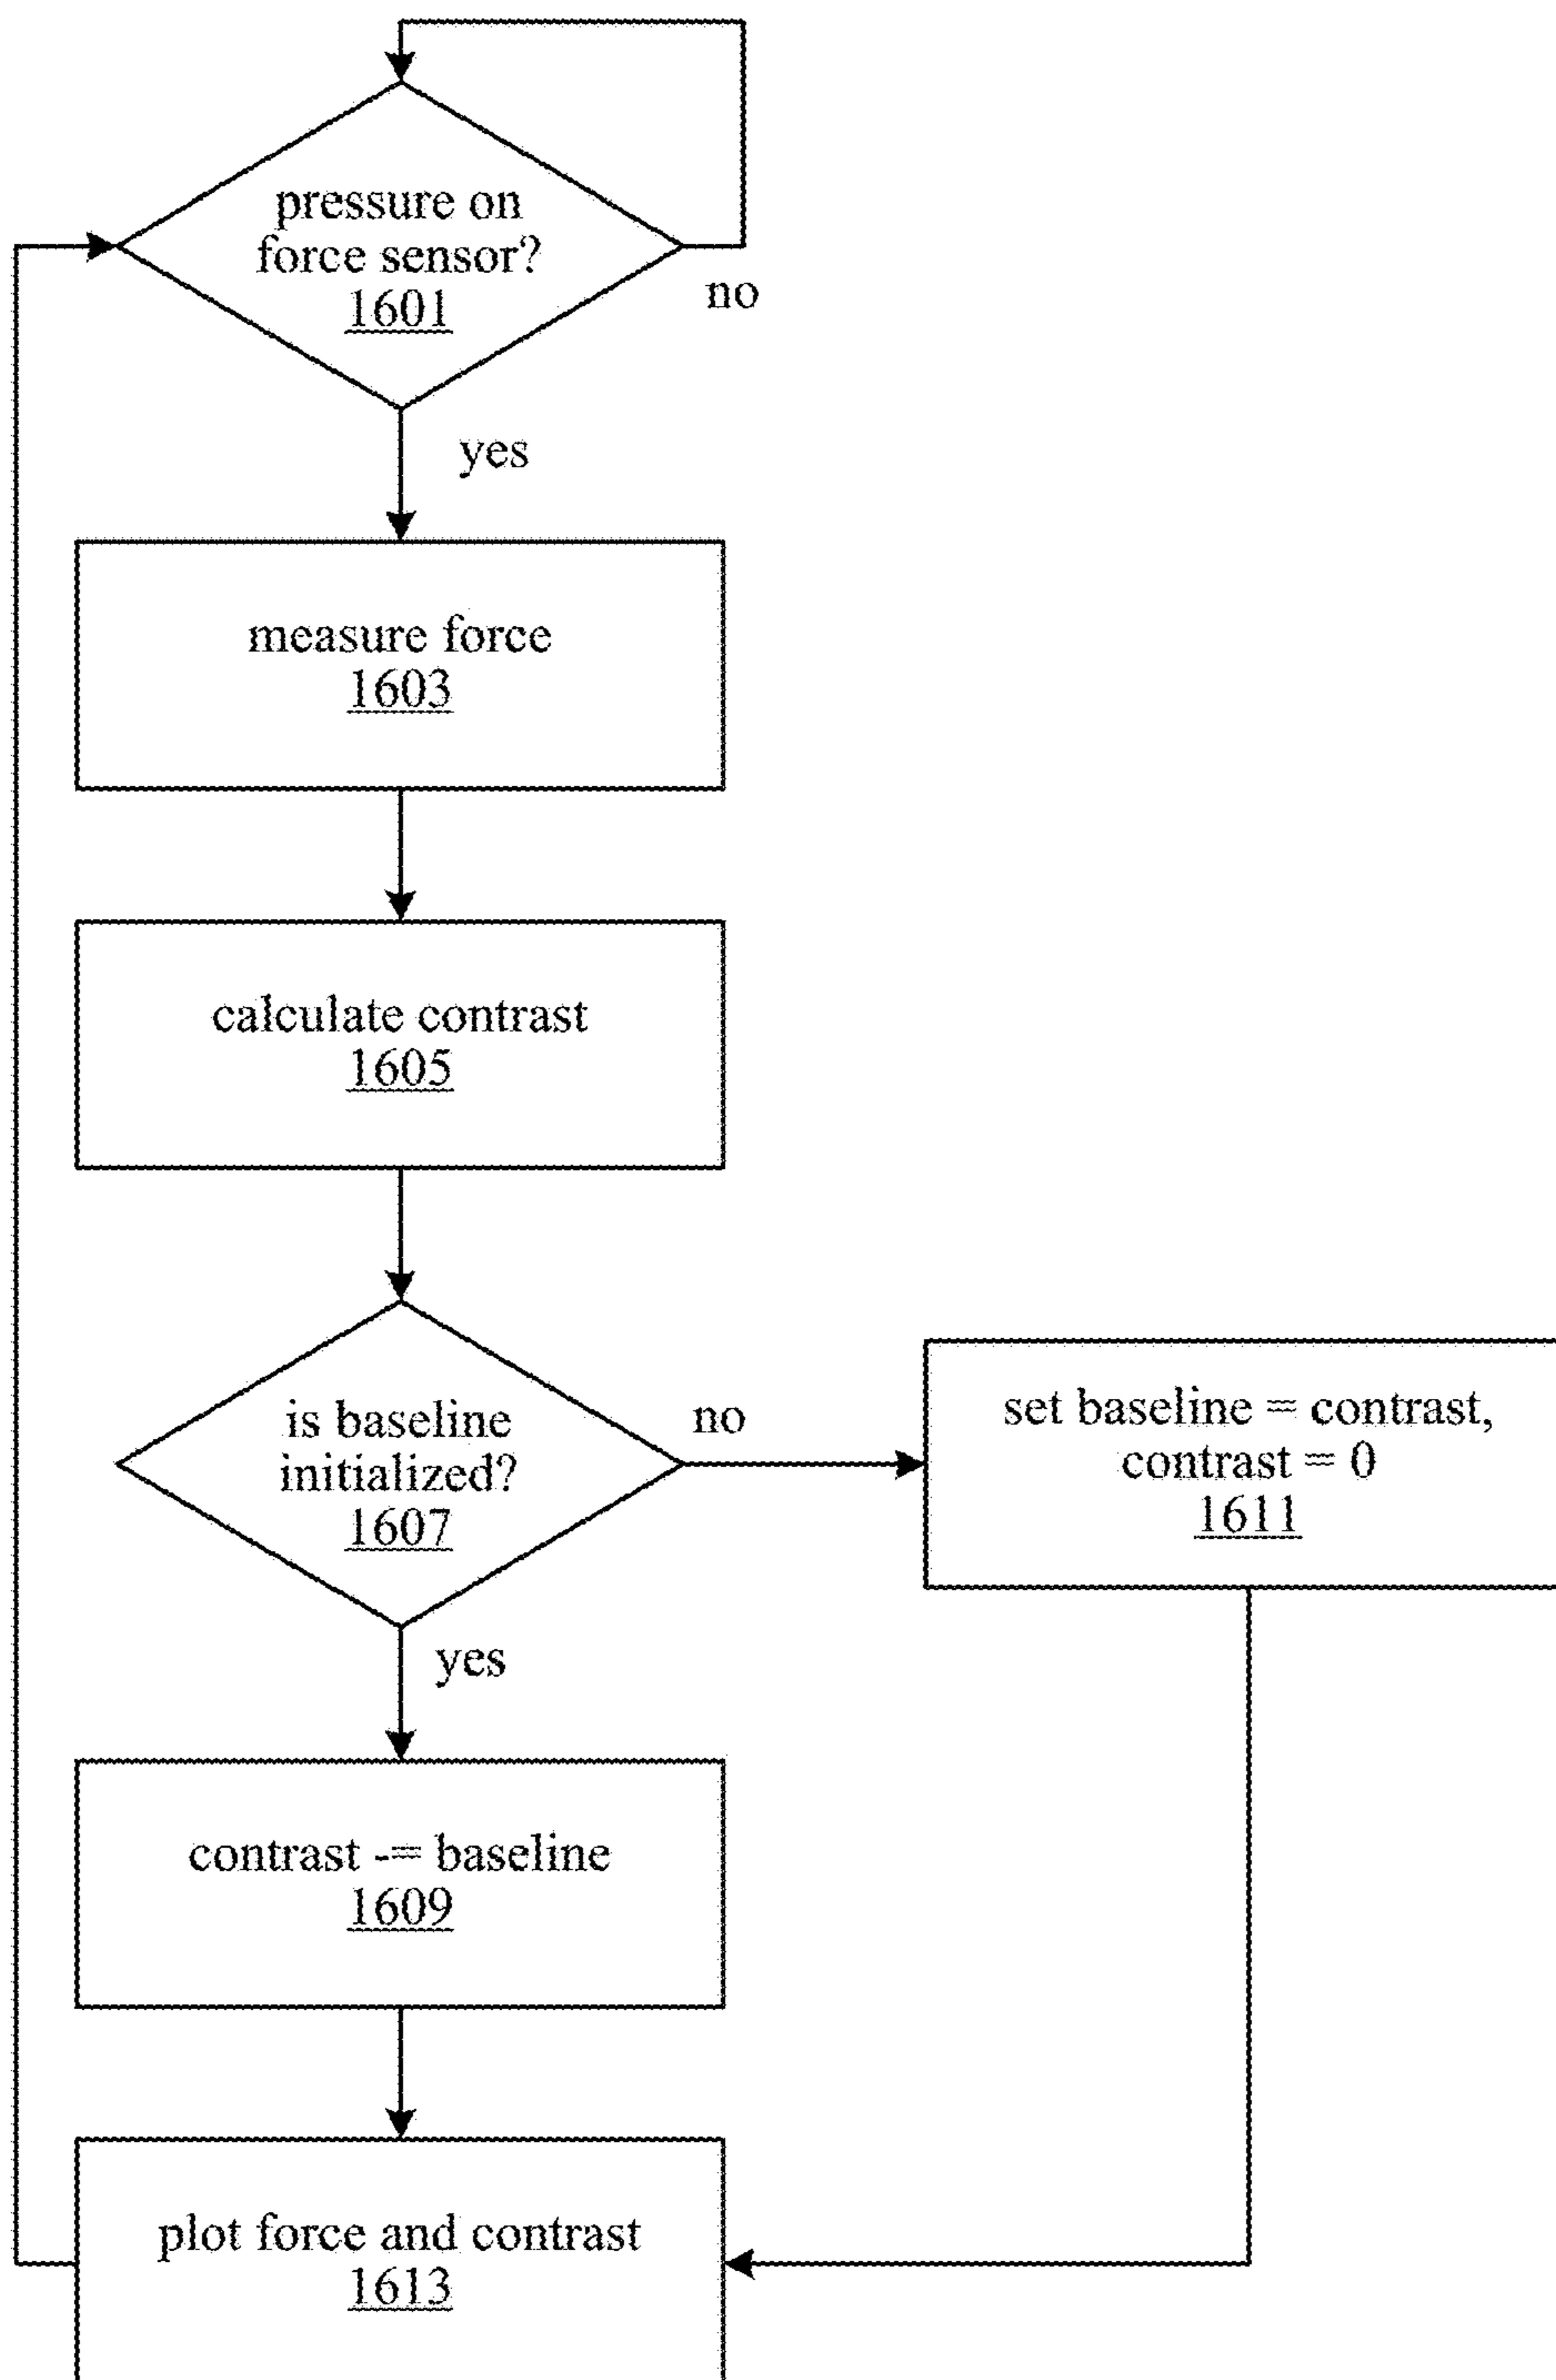 pressure on
force sensor?
1601
no
yes
measure force
1603
calculate contrast
1605
is baseline
initialized?
1607
no
set baseline = contrast,
contrast = 0
1611
yes
contrast -= baseline
1609
plot force and contrast
1613